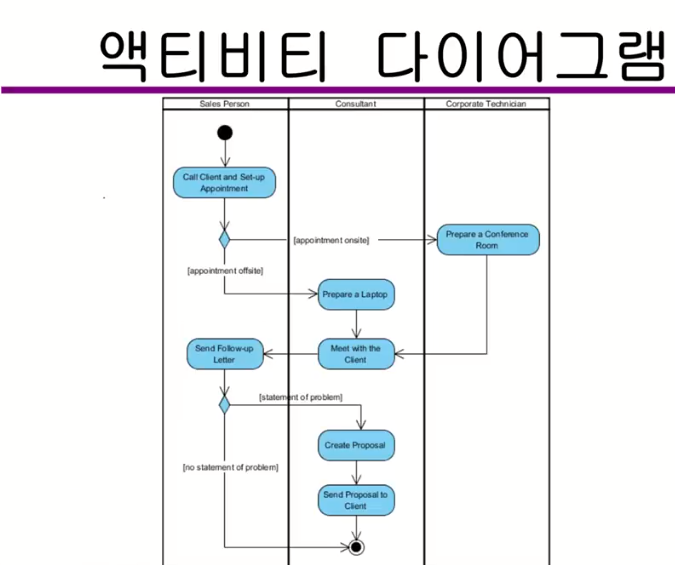 액티비티 다이어그램
Sales Person
Consultant
Corporate Technician
Call Client and Set-up
Appointment
[appointment onsite]
Prepare a Conference
Room
[appointment offsite]
Prepare a Laptop
Send Follow-up
Letter
Meet with the
Client
[statement of problem]
Create Proposal
[no statement of problem]
Send Proposal to
Client